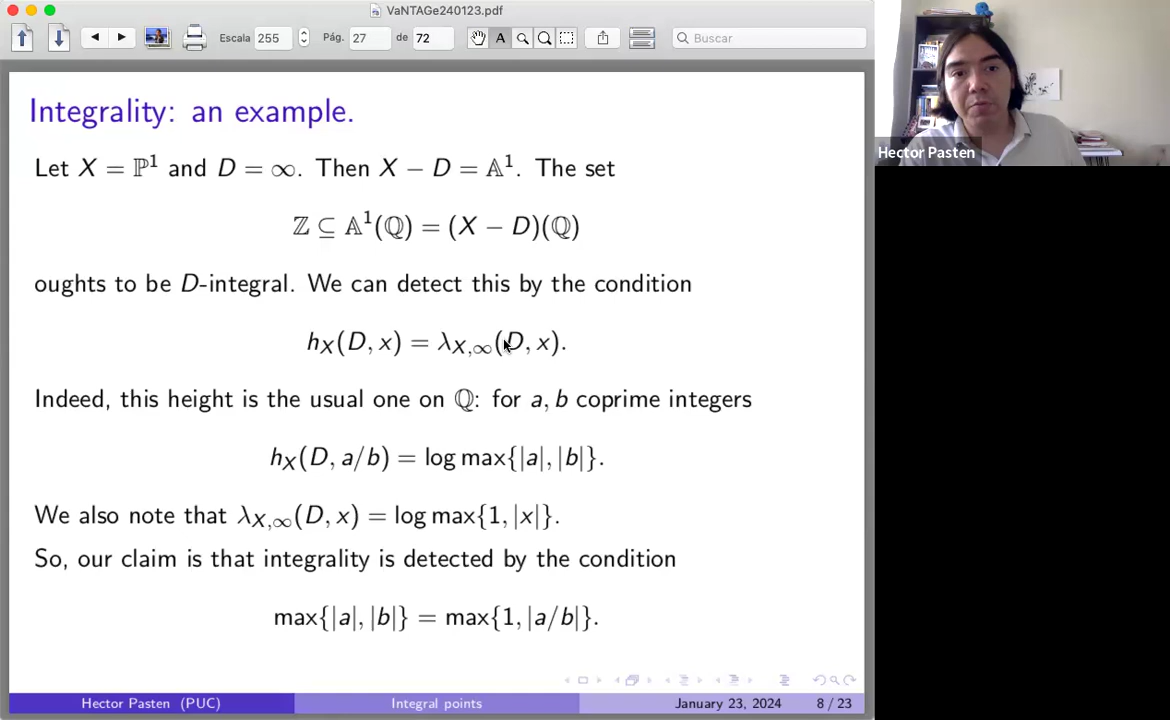 VaNTAGe240123.pdf
Escala 255 Pág. 27 de 72 A Buscar
Integrality: an example.
Let X = ℙ¹ and D = ∞. Then X − D = 𝔸¹. The set
ℤ ⊆ 𝔸¹(ℚ) = (X − D)(ℚ)
oughts to be D-integral. We can detect this by the condition
h_X(D, x) = λ_{X,∞}(D, x).
Indeed, this height is the usual one on ℚ: for a, b coprime integers
h_X(D, a/b) = log max{|a|, |b|}.
We also note that λ_{X,∞}(D, x) = log max{1, |x|}.
So, our claim is that integrality is detected by the condition
max{|a|, |b|} = max{1, |a/b|}.
Hector Pasten (PUC) Integral points January 23, 2024 8 / 23
Hector Pasten